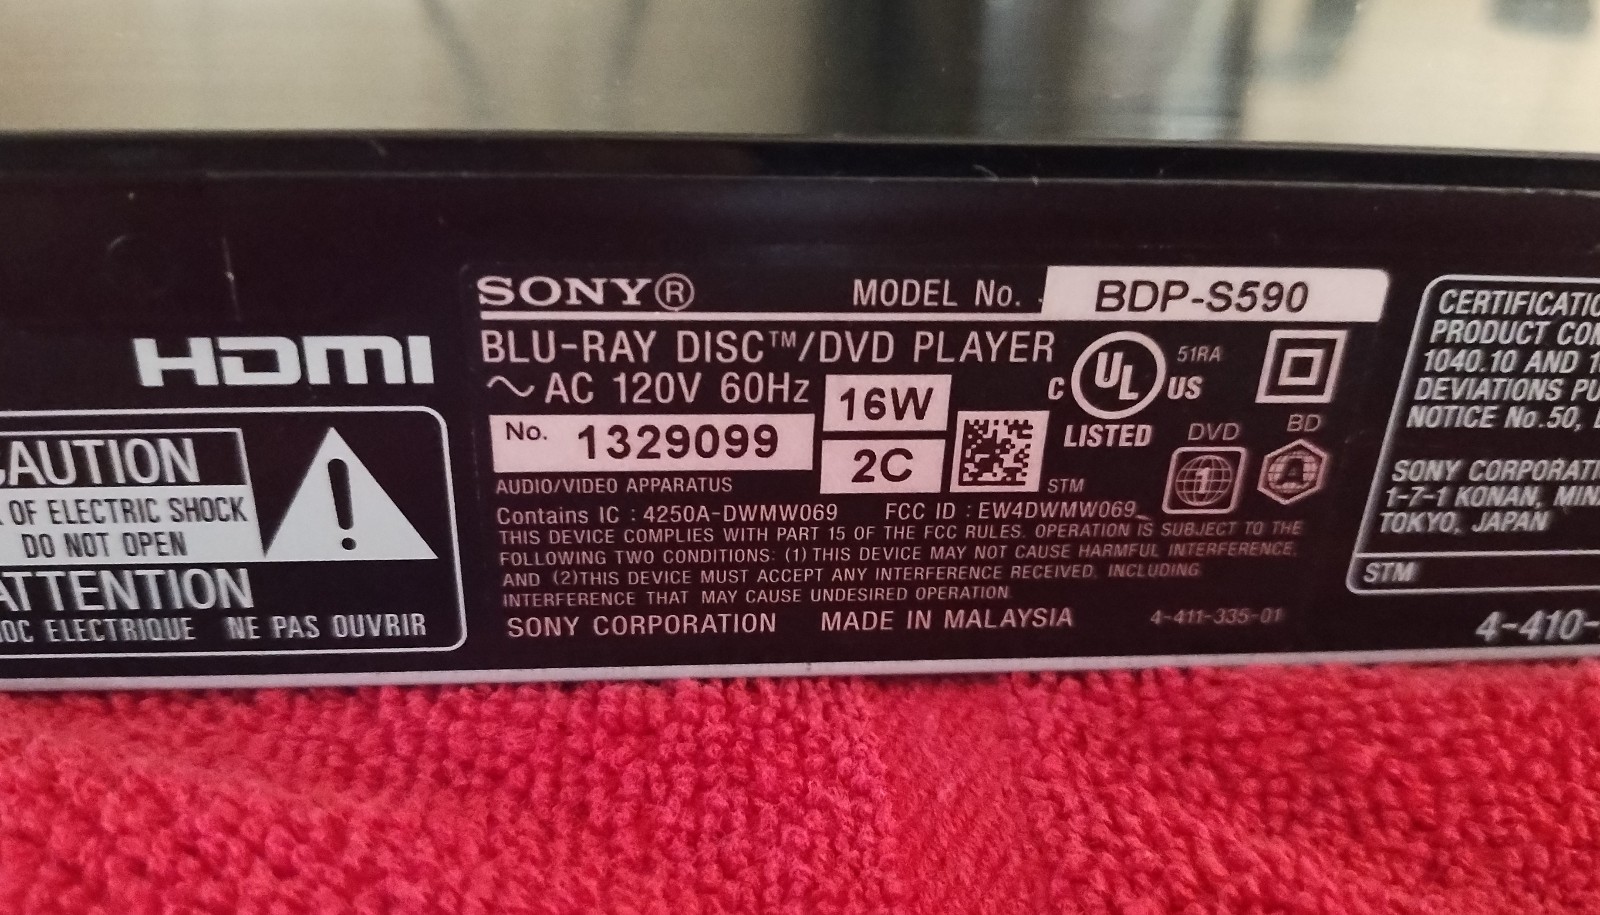 HDMI
CAUTION
OF ELECTRIC SHOCK
DO NOT OPEN
ATTENTION
OC ELECTRIQUE NE PAS OUVRIR
SONY® MODEL No. BDP-S590
BLU-RAY DISC™/DVD PLAYER
~ AC 120V 60Hz 16W
No. 1329099 2C
C UL US 51RA
LISTED
DVD BD
1 A
AUDIO/VIDEO APPARATUS STM
Contains IC : 4250A-DWMW069 FCC ID : EW4DWMW069
THIS DEVICE COMPLIES WITH PART 15 OF THE FCC RULES. OPERATION IS SUBJECT TO THE
FOLLOWING TWO CONDITIONS: (1) THIS DEVICE MAY NOT CAUSE HARMFUL INTERFERENCE,
AND (2)THIS DEVICE MUST ACCEPT ANY INTERFERENCE RECEIVED, INCLUDING
INTERFERENCE THAT MAY CAUSE UNDESIRED OPERATION.
SONY CORPORATION MADE IN MALAYSIA 4-411-335-01
CERTIFICATIO
PRODUCT COM
1040.10 AND 1
DEVIATIONS PU
NOTICE No.50,
SONY CORPORATI
1-7-1 KONAN, MIN
TOKYO, JAPAN
STM
4-410-